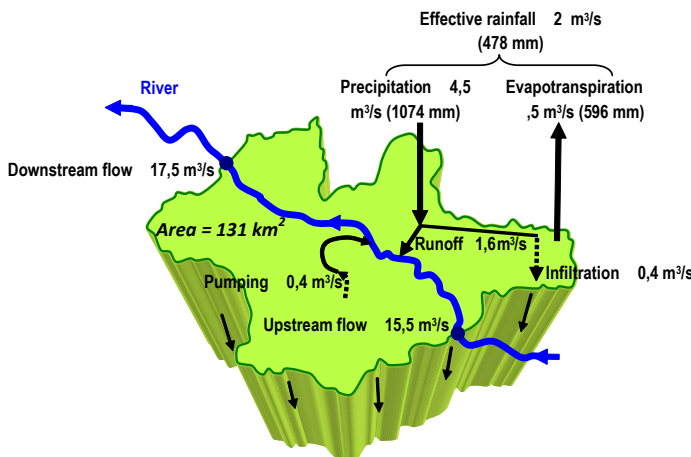 Effective rainfall 2 m³/s
(478 mm)
Precipitation 4,5
m³/s (1074 mm)
Evapotranspiration
,5 m³/s (596 mm)
River
Downstream flow 17,5 m³/s
Area = 131 km²
Runoff 1,6 m³/s
Pumping 0,4 m³/s
Infiltration 0,4 m³/s
Upstream flow 15,5 m³/s